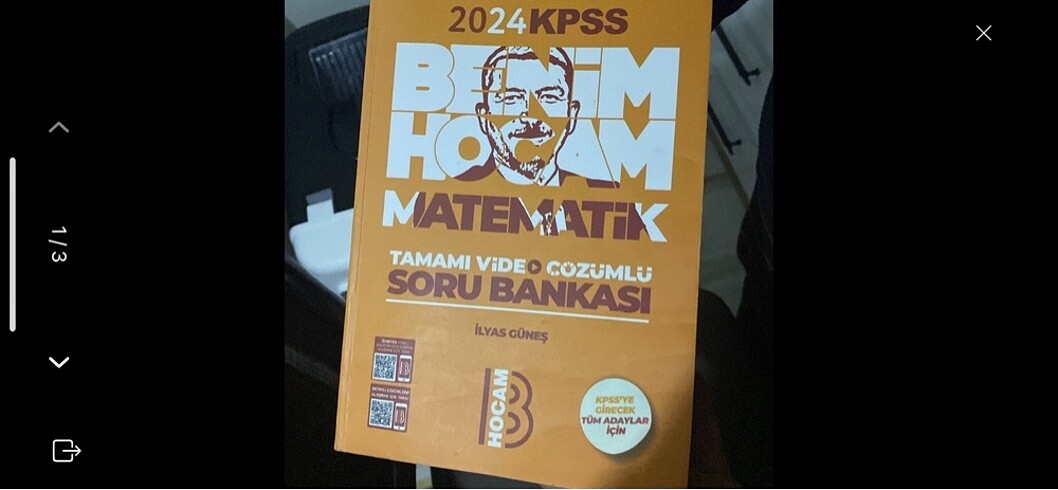 2024 KPSS
BENİM
HOCAM
MATEMATİK
TAMAMI VİDEO ÇÖZÜMLÜ
SORU BANKASI
İLYAS GÜNEŞ
HOCAM
KPSS'YE
GİRECEK
TÜM ADAYLAR
İÇİN
1/3